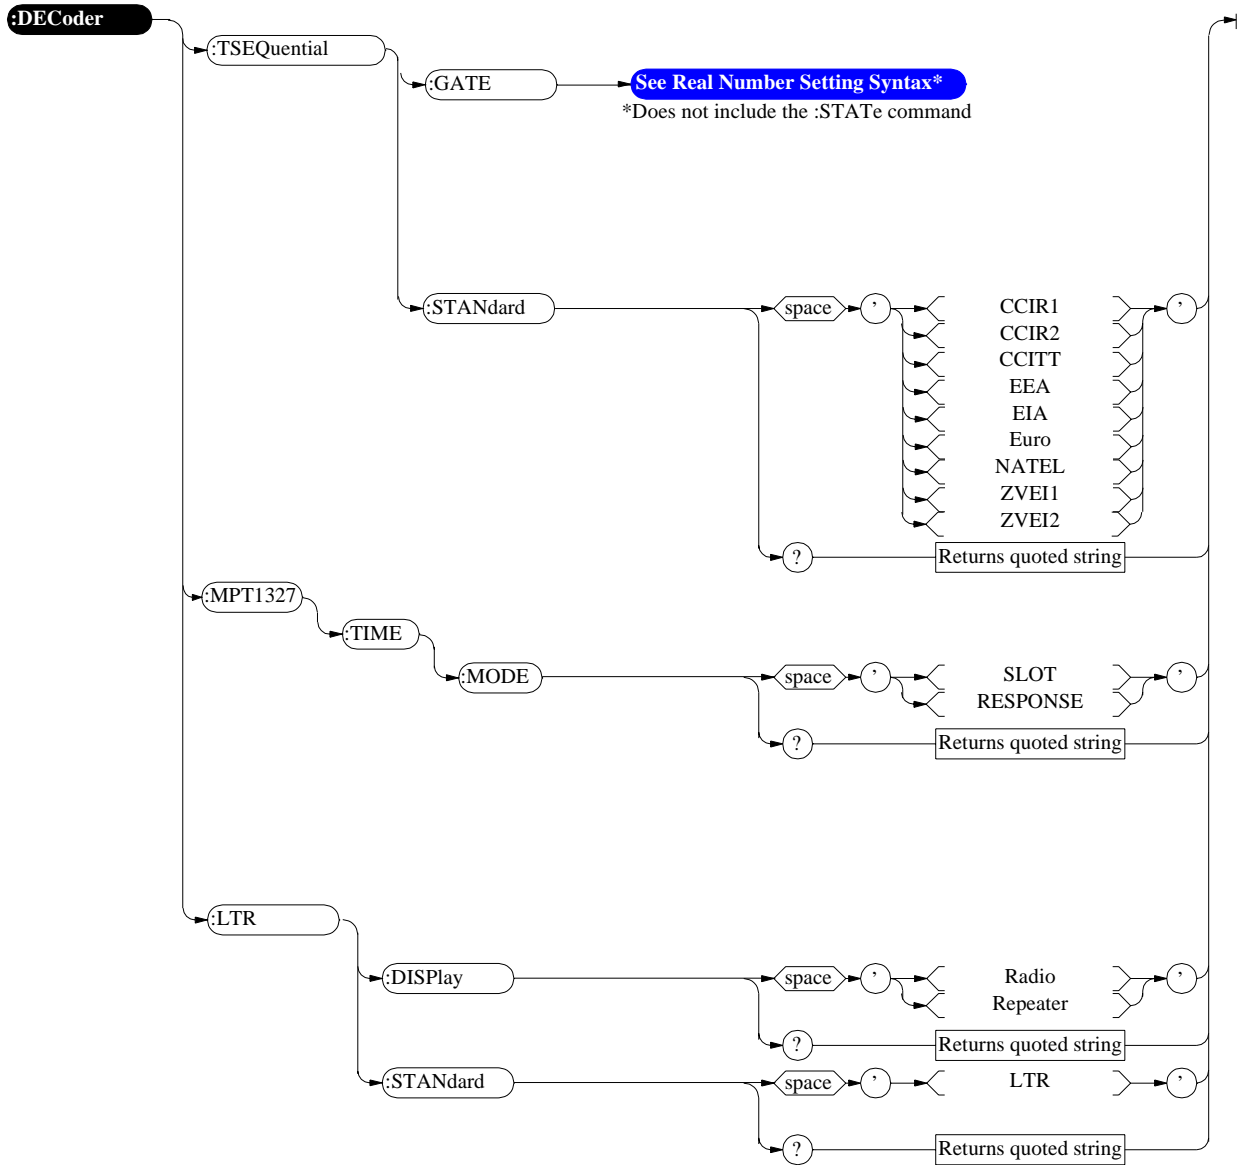 :DECoder
:TSEQuential
:GATE
See Real Number Setting Syntax*
*Does not include the :STATe command
:STANdard
space
’
CCIR1
CCIR2
CCITT
EEA
EIA
Euro
NATEL
ZVEI1
ZVEI2
’
?
Returns quoted string
:MPT1327
:TIME
:MODE
space
’
SLOT
RESPONSE
’
?
Returns quoted string
:LTR
:DISPlay
space
’
Radio
Repeater
’
?
Returns quoted string
:STANdard
space
’
LTR
’
?
Returns quoted string